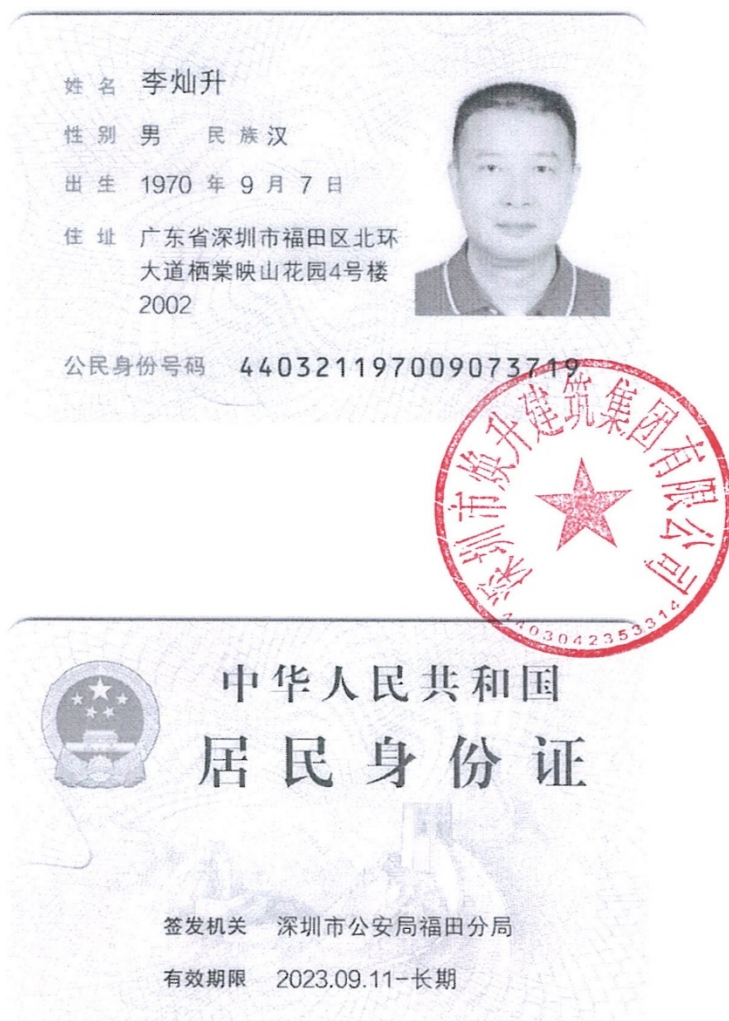 姓名 李灿升
性别 男 民族 汉
出生 1970 年 9 月 7 日
住址 广东省深圳市福田区北环
大道栖棠映山花园4号楼
2002
公民身份号码 440321197009073719
深圳市焕升建筑集团有限公司
4403042353314
中华人民共和国
居民身份证
签发机关 深圳市公安局福田分局
有效期限 2023.09.11-长期